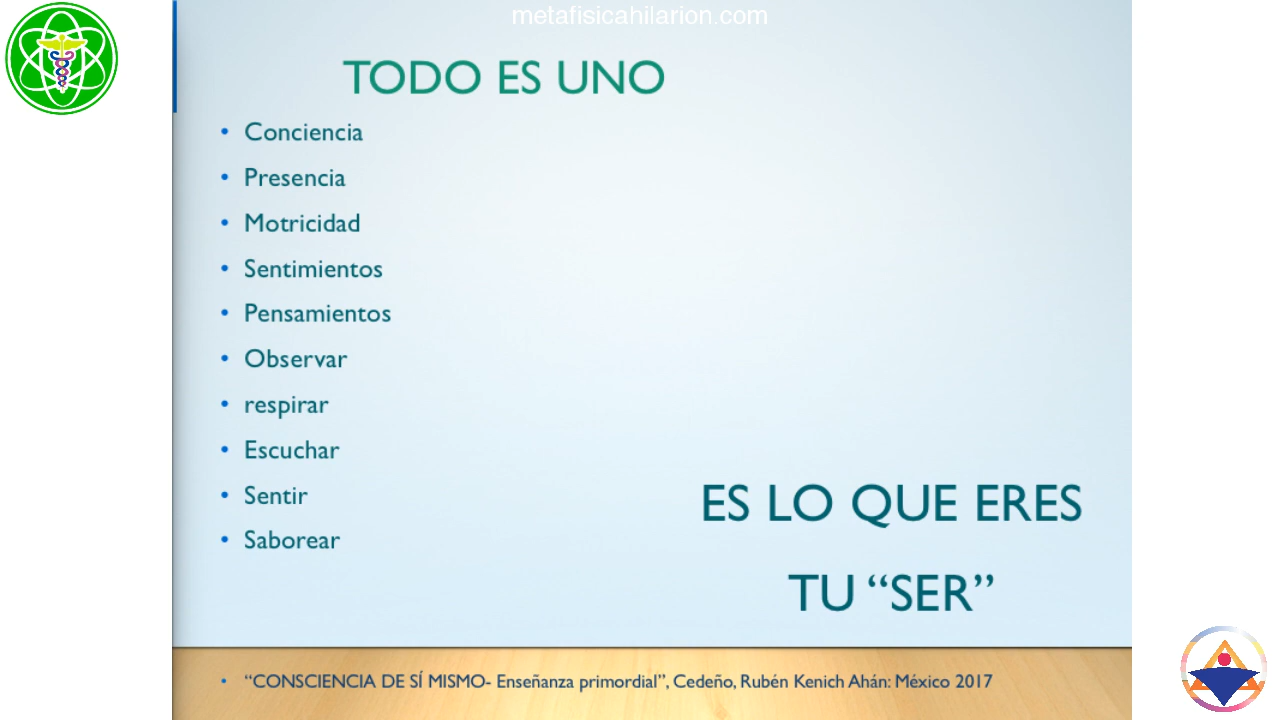 metafisicahilarion.com
TODO ES UNO
• Conciencia
• Presencia
• Motricidad
• Sentimientos
• Pensamientos
• Observar
• respirar
• Escuchar
• Sentir
• Saborear
ES LO QUE ERES
TU “SER”
• “CONSCIENCIA DE SÍ MISMO- Enseñanza primordial”, Cedeño, Rubén Kenich Ahán: México 2017